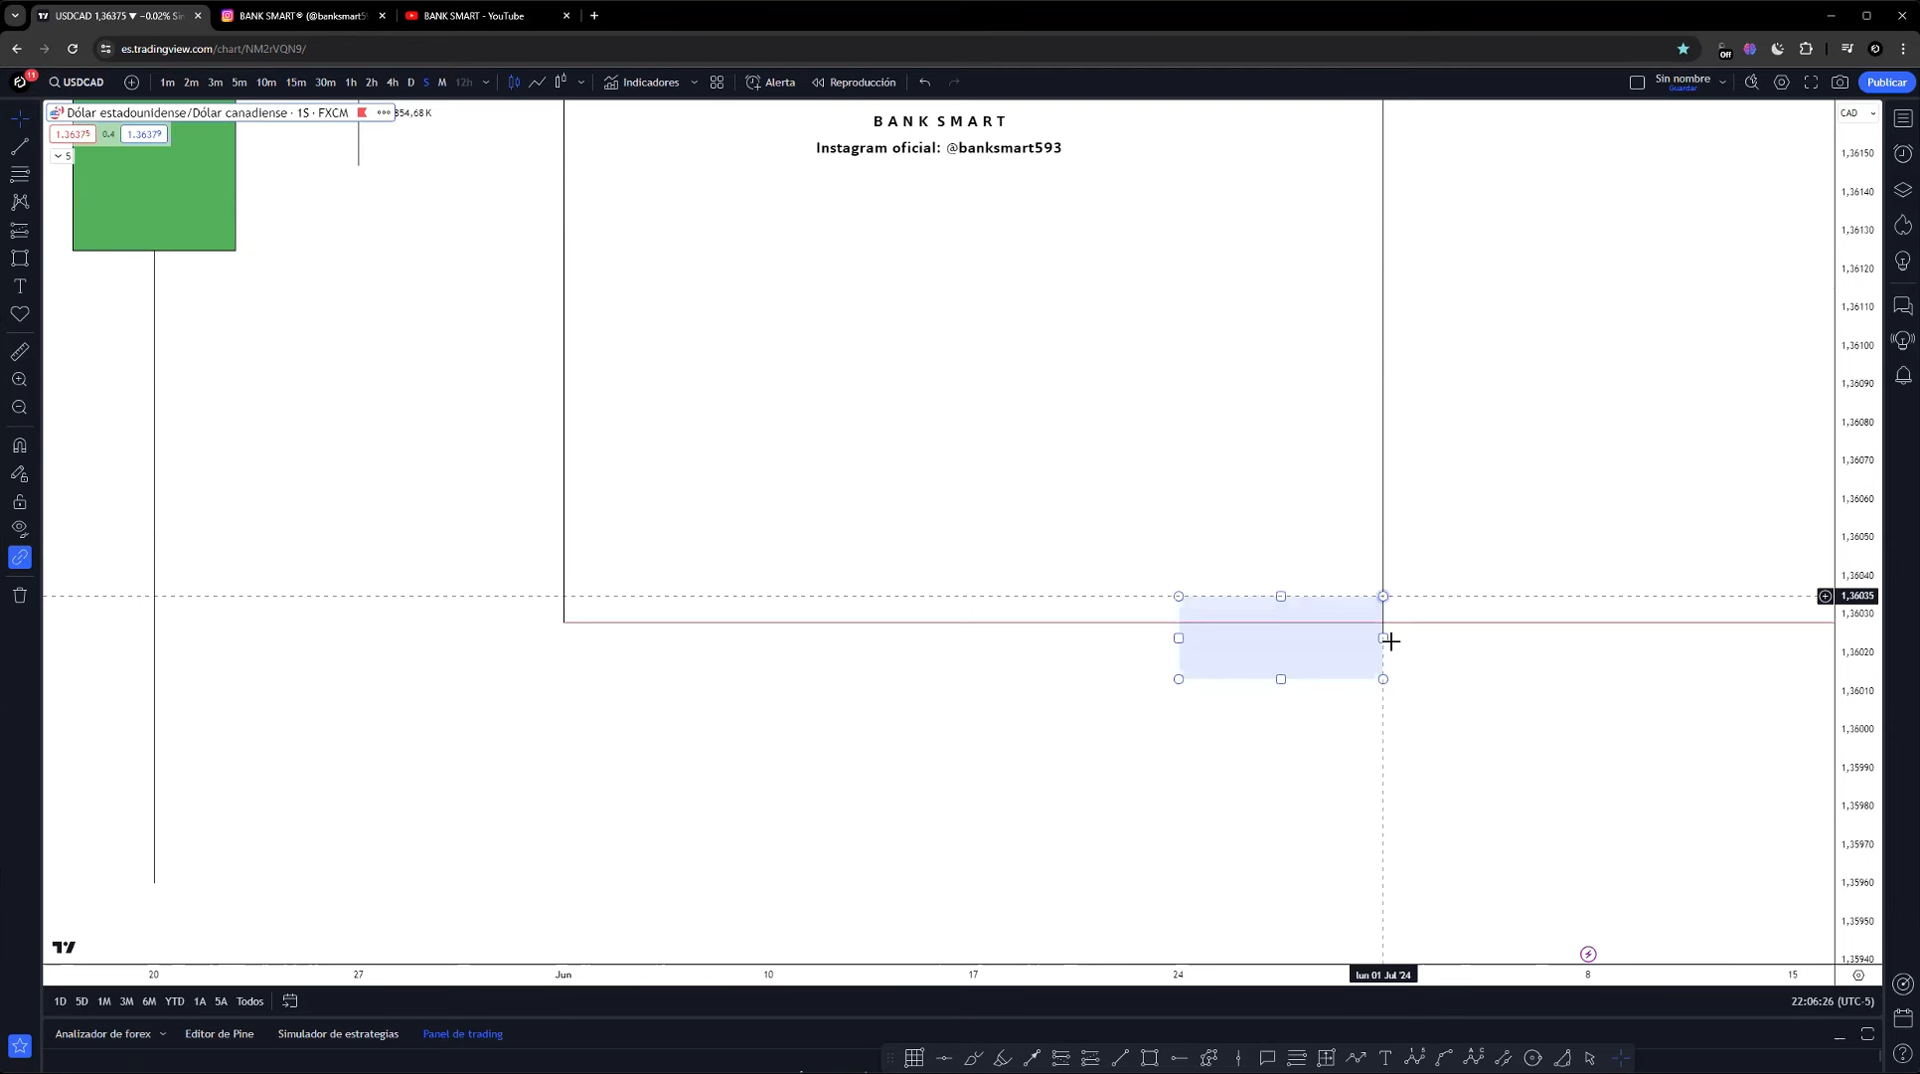 USDCAD 1,36375 ▼ −0.02% Sin
BANK SMART® (@banksmart59
BANK SMART - YouTube
es.tradingview.com/chart/NM2rVQN9/
11
USDCAD
1m 2m 3m 5m 10m 15m 30m 1h 2h 4h D S M 12h
Indicadores
Alerta
Reproducción
Sin nombre
Guardar
Publicar
Off
Dólar estadounidense/Dólar canadiense · 1S · FXCM
854,68 K
1.36375 0.4 1.36379
5
BANK SMART
Instagram oficial: @banksmart593
CAD
1,36150
1,36140
1,36130
1,36120
1,36110
1,36100
1,36090
1,36080
1,36070
1,36060
1,36050
1,36040
1,36035
1,36030
1,36020
1,36010
1,36000
1,35990
1,35980
1,35970
1,35960
1,35950
1,35940
20 27 Jun 10 17 24 lun 01 Jul '24 8 15
1D 5D 1M 3M 6M YTD 1A 5A Todos
22:06:26 (UTC-5)
Analizador de forex Editor de Pine Simulador de estrategias Panel de trading